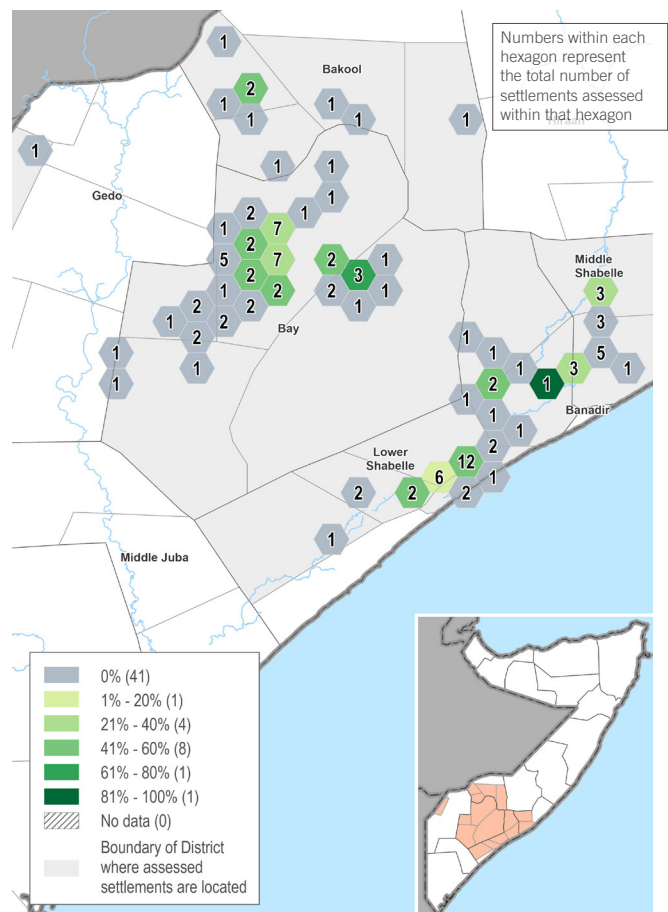 Numbers within each
hexagon represent
the total number of
settlements assessed
within that hexagon
1
Bakool
2
1 1
1 1 1
1
1 1
Gedo
1
2 1
1 7
2
5 7 2 1
Middle
Shabelle
2 3
1 2 2 1 3
2 2 1
1 2 3
Bay
2 1
1 1 5
1 1 3 1
1 2 1
1
Banadir
1
1
2
Lower
Shabelle
12
6 1
2 2 2
1
Middle Juba
0% (41)
1% - 20% (1)
21% - 40% (4)
41% - 60% (8)
61% - 80% (1)
81% - 100% (1)
No data (0)
Boundary of District
where assessed
settlements are located